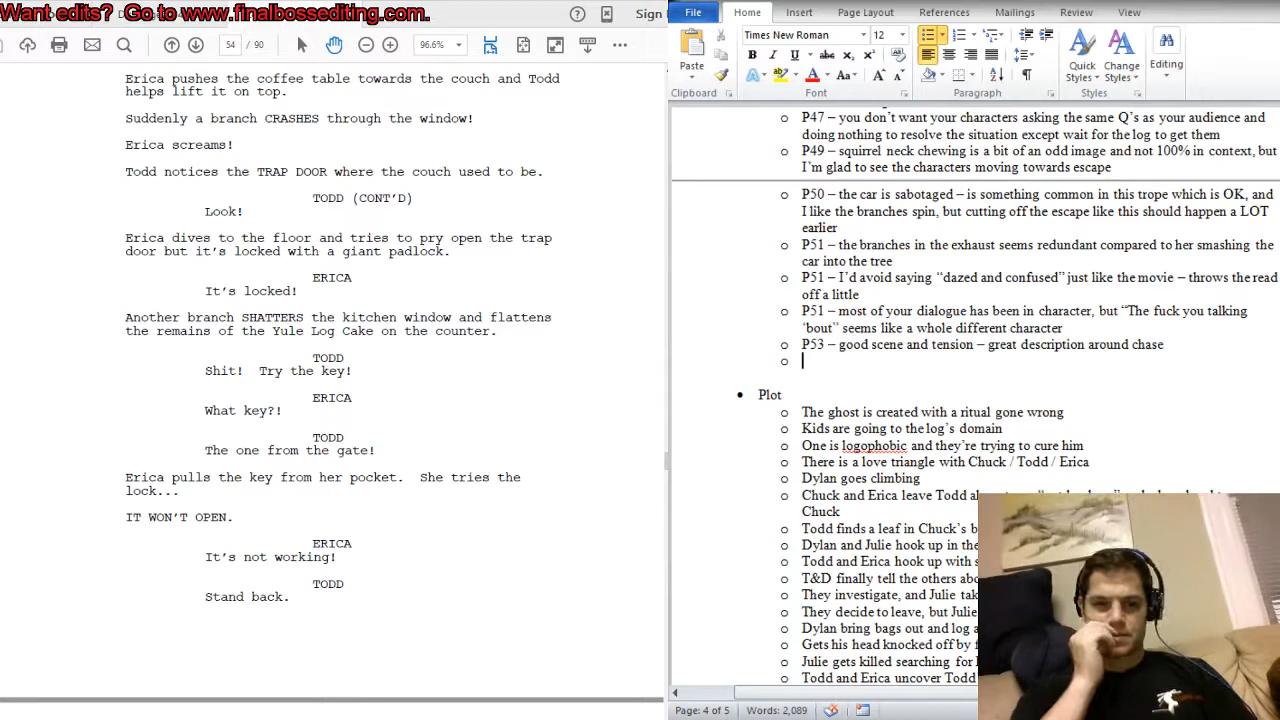 Want edits?  Go to www.finalbossediting.com.
Sign
54
96.6%
Erica pushes the coffee table towards the couch and Todd
helps lift it on top.
Suddenly a branch CRASHES through the window!
Erica screams!
Todd notices the TRAP DOOR where the couch used to be.
TODD (CONT'D)
Look!
Erica dives to the floor and tries to pry open the trap
door but it's locked with a giant padlock.
ERICA
It's locked!
Another branch SHATTERS the kitchen window and flattens
the remains of the Yule Log Cake on the counter.
TODD
Shit!  Try the key!
ERICA
What key?!
TODD
The one from the gate!
Erica pulls the key from her pocket.  She tries the
lock...
IT WON'T OPEN.
ERICA
It's not working!
TODD
Stand back.
File Home Insert Page Layout References Mailings Review View
Times New Roman 12
Paste
Quick Styles
Change Styles
Editing
Clipboard Font Paragraph Styles
P47 – you don't want your characters asking the same Q's as your audience and
doing nothing to resolve the situation except wait for the log to get them
P49 – squirrel neck chewing is a bit of an odd image and not 100% in context, but
I'm glad to see the characters moving towards escape
P50 – the car is sabotaged – is something common in this trope which is OK, and
I like the branches spin, but cutting off the escape like this should happen a LOT
earlier
P51 – the branches in the exhaust seems redundant compared to her smashing the
car into the tree
P51 – I'd avoid saying "dazed and confused" just like the movie – throws the read
off a little
P51 – most of your dialogue has been in character, but "The fuck you talking
'bout" seems like a whole different character
P53 – good scene and tension – great description around chase
Plot
The ghost is created with a ritual gone wrong
Kids are going to the log's domain
One is logophobic and they're trying to cure him
There is a love triangle with Chuck / Todd / Erica
Dylan goes climbing
Chuck and Erica leave Todd
Chuck
Todd finds a leaf in Chuck's
Dylan and Julie hook up in the
Todd and Erica hook up with
T&D finally tell the others
They investigate, and Julie
They decide to leave, but Julie
Dylan bring bags out and log
Gets his head knocked off by
Julie gets killed searching for
Todd and Erica uncover Todd
Page: 4 of 5 Words: 2,089